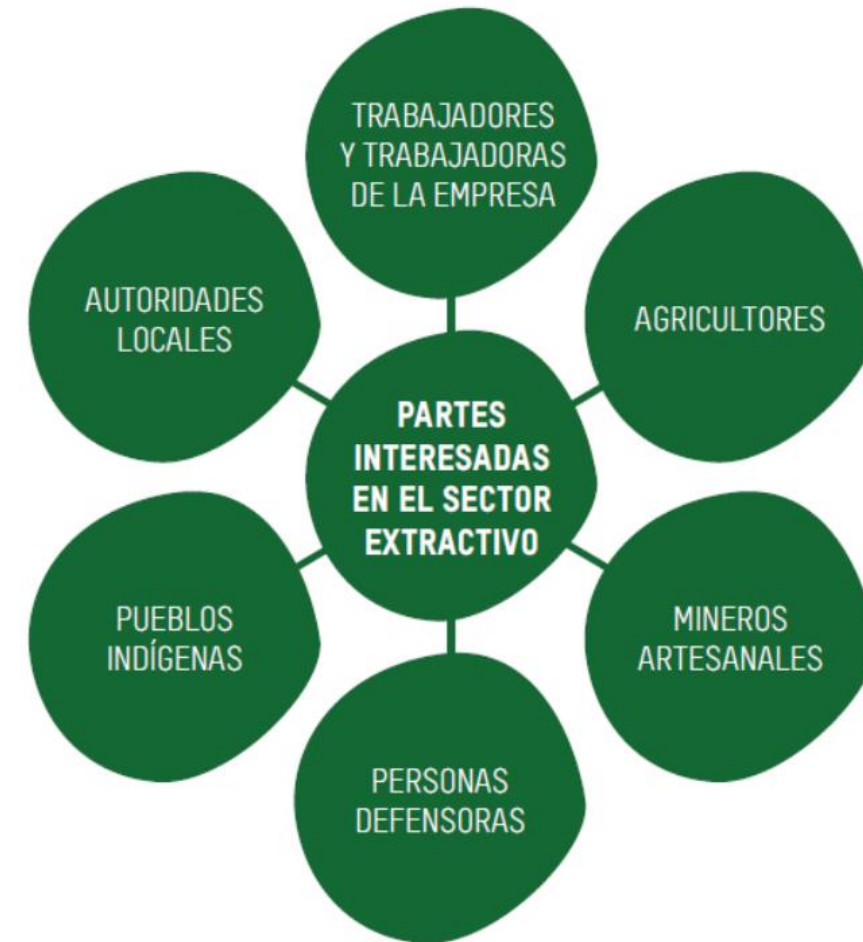 TRABAJADORES
Y TRABAJADORAS
DE LA EMPRESA
AUTORIDADES
LOCALES
AGRICULTORES
PARTES
INTERESADAS
EN EL SECTOR
EXTRACTIVO
PUEBLOS
INDÍGENAS
MINEROS
ARTESANALES
PERSONAS
DEFENSORAS